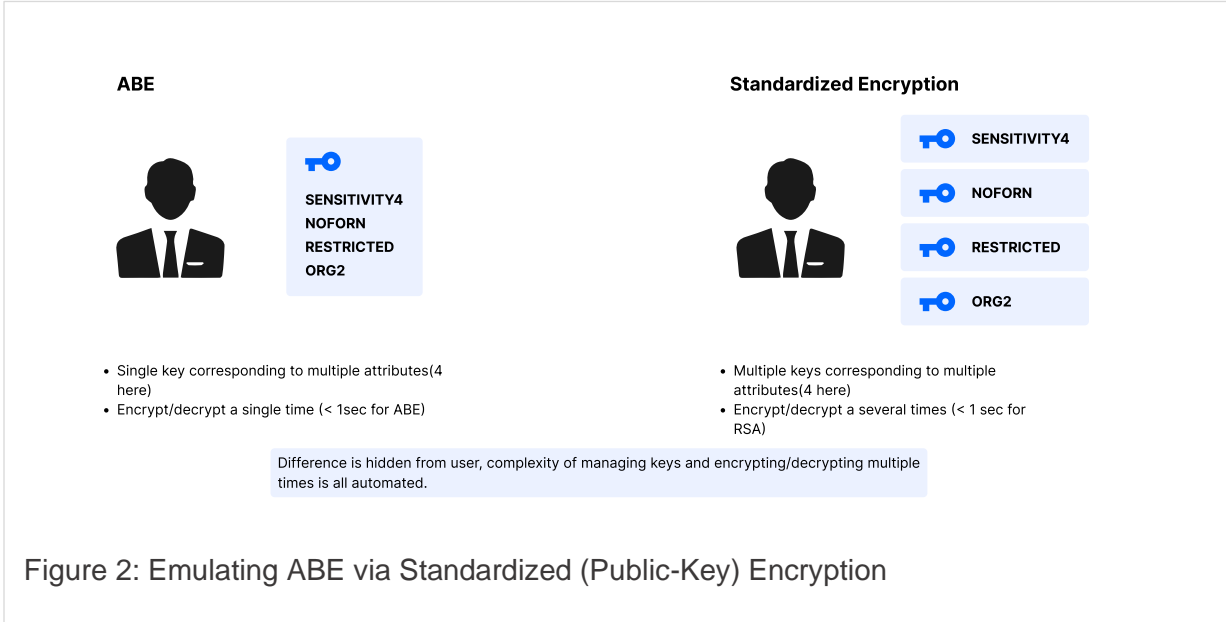 ABE
SENSITIVITY4
NOFORN
RESTRICTED
ORG2
• Single key corresponding to multiple attributes(4
here)
• Encrypt/decrypt a single time (< 1sec for ABE)
Standardized Encryption
SENSITIVITY4
NOFORN
RESTRICTED
ORG2
• Multiple keys corresponding to multiple
attributes(4 here)
• Encrypt/decrypt a several times (< 1 sec for
RSA)
Difference is hidden from user, complexity of managing keys and encrypting/decrypting multiple
times is all automated.
Figure 2: Emulating ABE via Standardized (Public-Key) Encryption